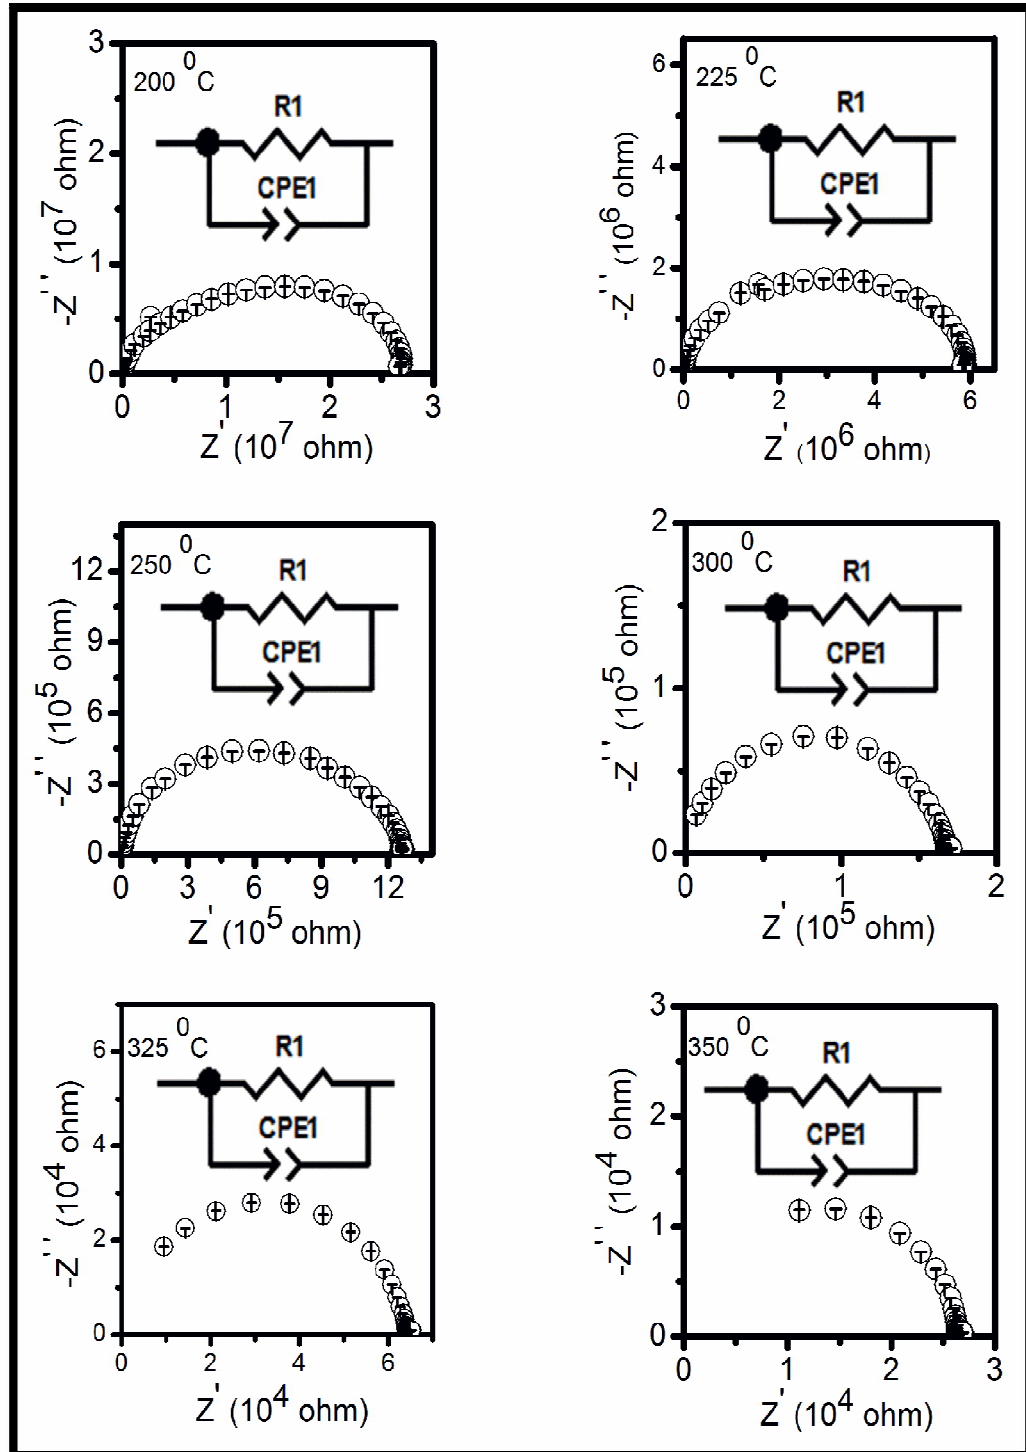 3
2
1
0
-Z'' (10^7 ohm)
200 ^0C
R1
CPE1
0 1 2 3
Z' (10^7 ohm)
6
4
2
0
-Z'' (10^6 ohm)
225 ^0C
R1
CPE1
0 2 4 6
Z' (10^6 ohm)
12
9
6
3
0
-Z'' (10^5 ohm)
250 ^0C
R1
CPE1
0 3 6 9 12
Z' (10^5 ohm)
2
1
0
-Z'' (10^5 ohm)
300 ^0C
R1
CPE1
0 1 2
Z' (10^5 ohm)
6
4
2
0
-Z'' (10^4 ohm)
325 ^0C
R1
CPE1
0 2 4 6
Z' (10^4 ohm)
3
2
1
0
-Z'' (10^4 ohm)
350 ^0C
R1
CPE1
0 1 2 3
Z' (10^4 ohm)